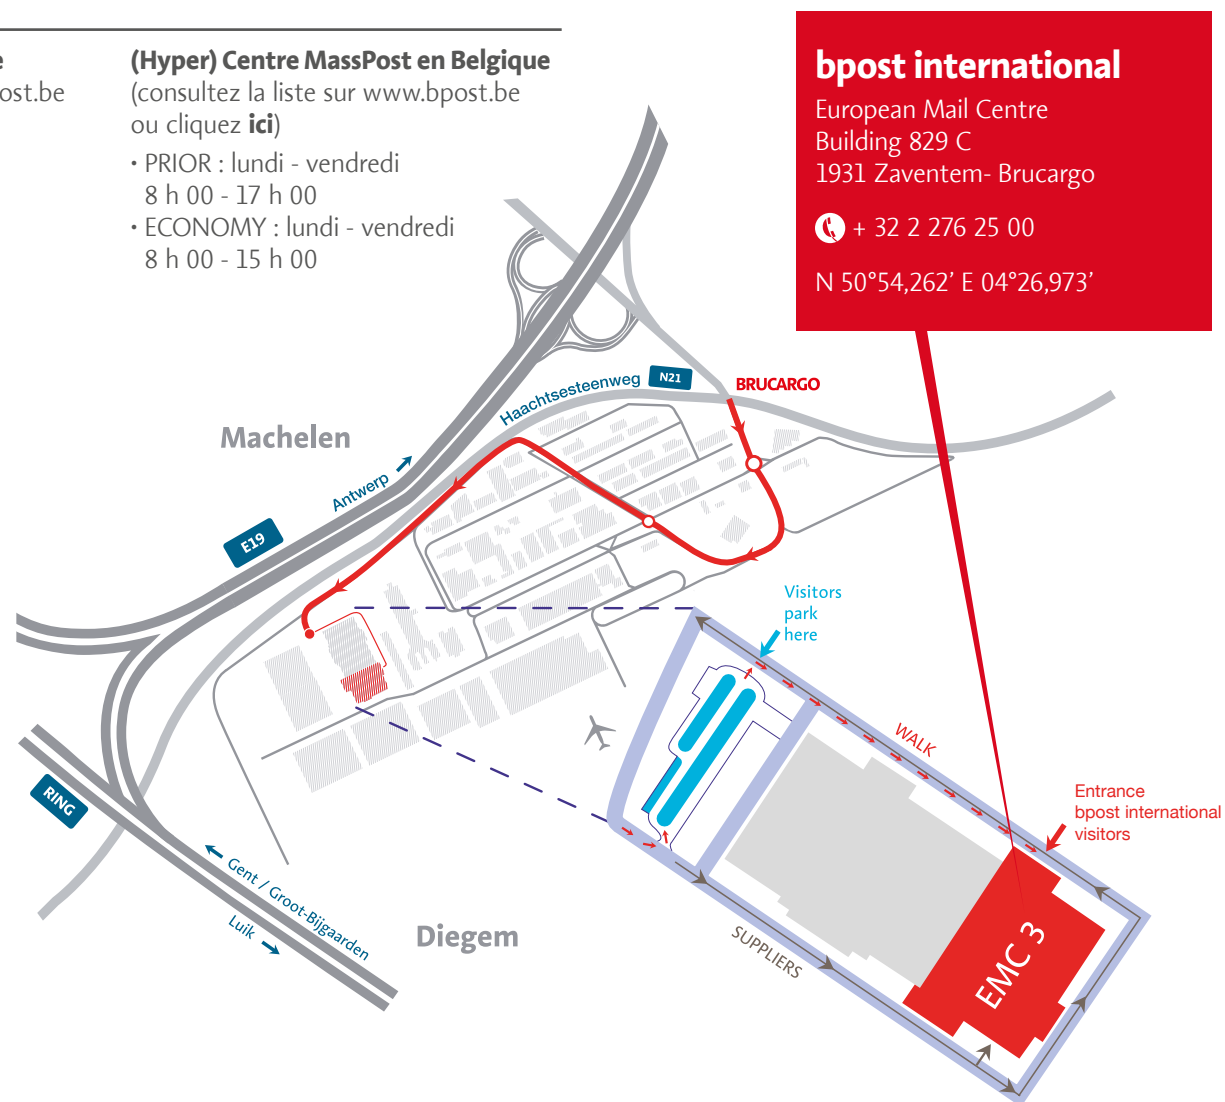 e
ost.be
(Hyper) Centre MassPost en Belgique
(consultez la liste sur www.bpost.be
ou cliquez ici)
• PRIOR : lundi - vendredi
8 h 00 - 17 h 00
• ECONOMY : lundi - vendredi
8 h 00 - 15 h 00
bpost international
European Mail Centre
Building 829 C
1931 Zaventem- Brucargo
+ 32 2 276 25 00
N 50°54,262’ E 04°26,973’
Haachtsesteenweg
N21
BRUCARGO
Machelen
Antwerp
E19
Visitors
park
here
WALK
RING
Entrance
bpost international
visitors
Gent / Groot-Bijgaarden
Luik
Diegem
SUPPLIERS
EMC 3